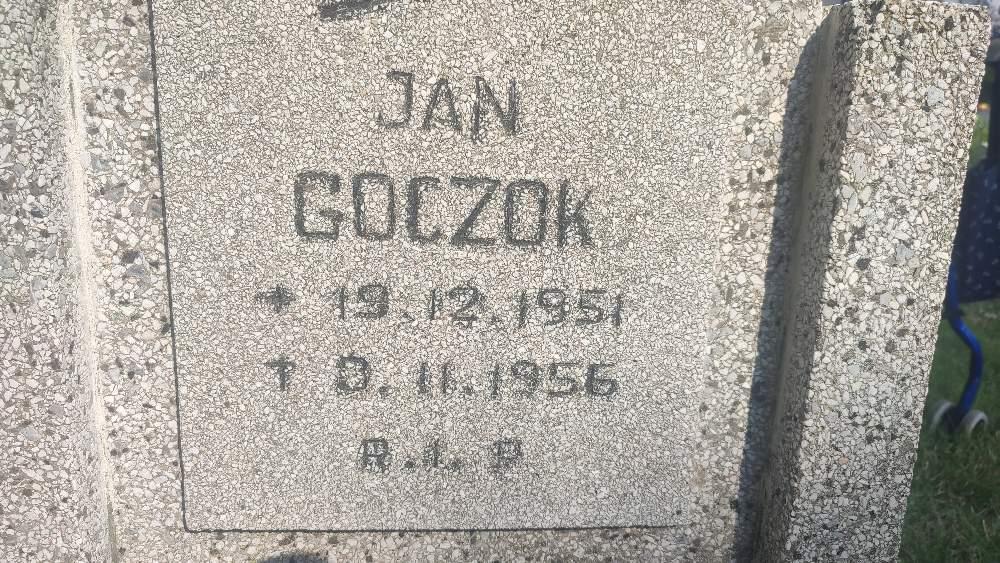 JAN
GOCZOK
* 19.12.1951
† 8.11.1956
R.I.P